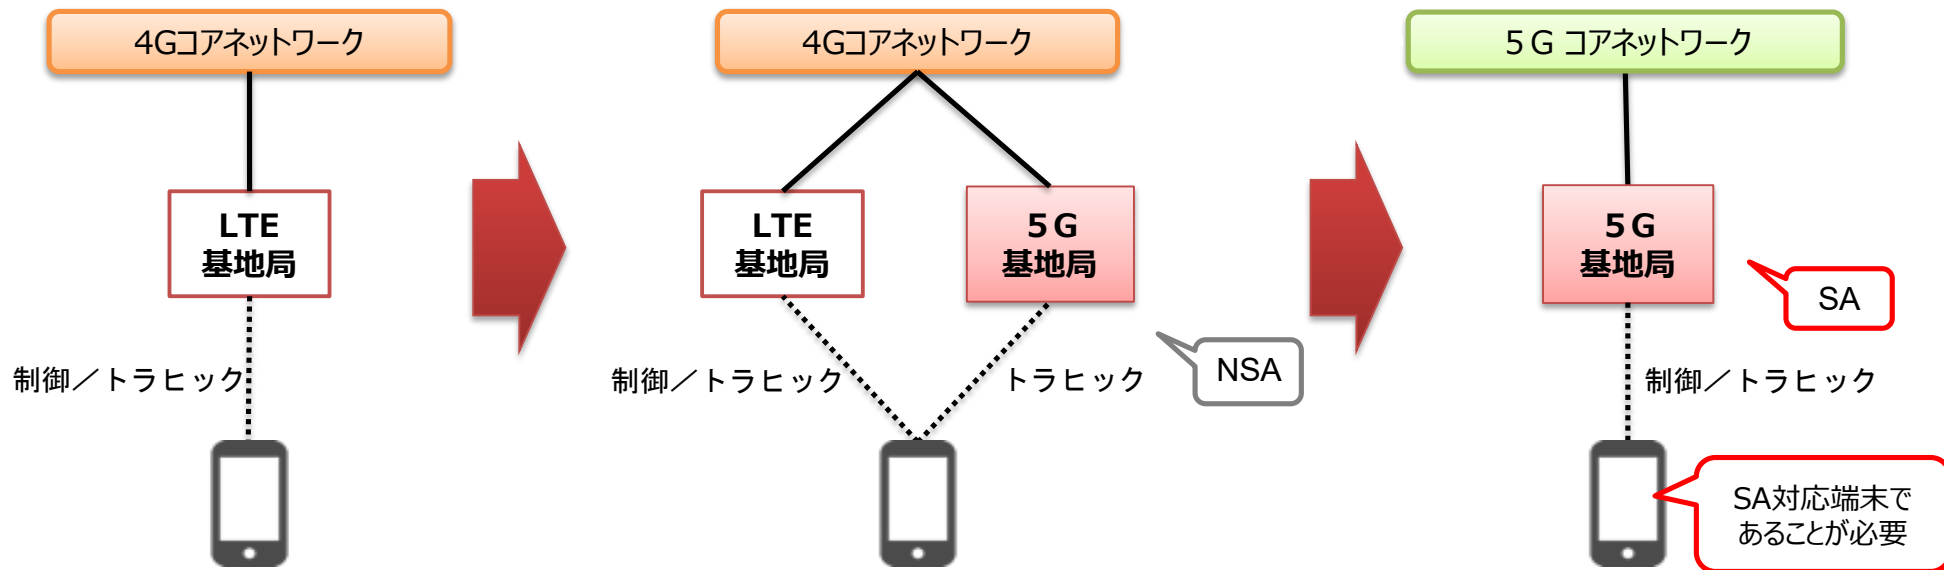 4Gコアネットワーク
4Gコアネットワーク
５Ｇ コアネットワーク
LTE
基地局
LTE
基地局
５Ｇ
基地局
５Ｇ
基地局
SA
NSA
制御／トラヒック
制御／トラヒック
トラヒック
制御／トラヒック
SA対応端末で
あることが必要